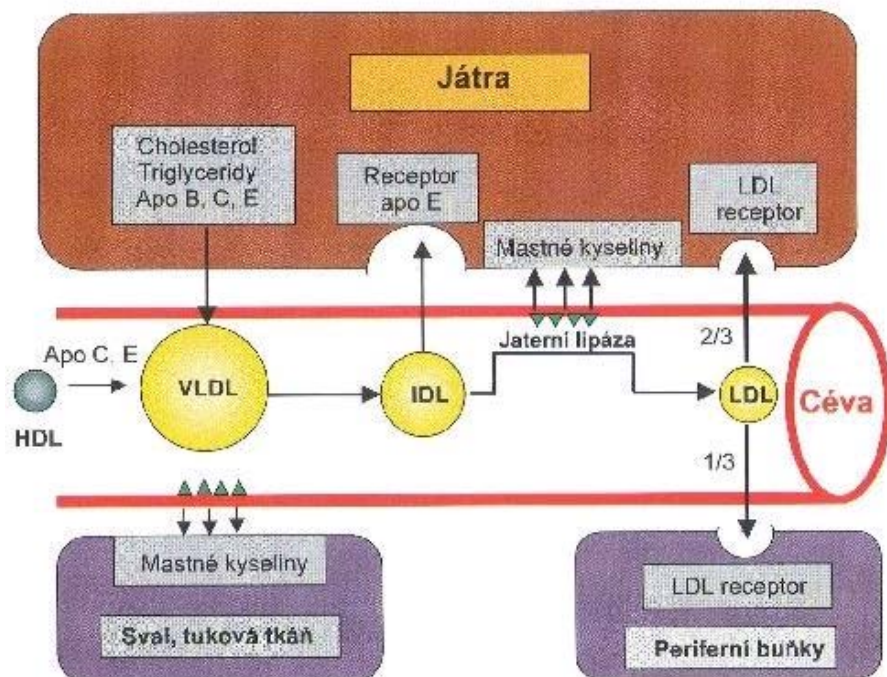 Játra
Cholesterol
Triglyceridy
Apo B, C, E
Receptor
apo E
LDL
receptor
Mastné kyseliny
Jaterní lipáza
2/3
Apo C, E
VLDL
IDL
LDL
Céva
HDL
1/3
Mastné kyseliny
Sval, tuková tkáň
LDL receptor
Periferní buňky